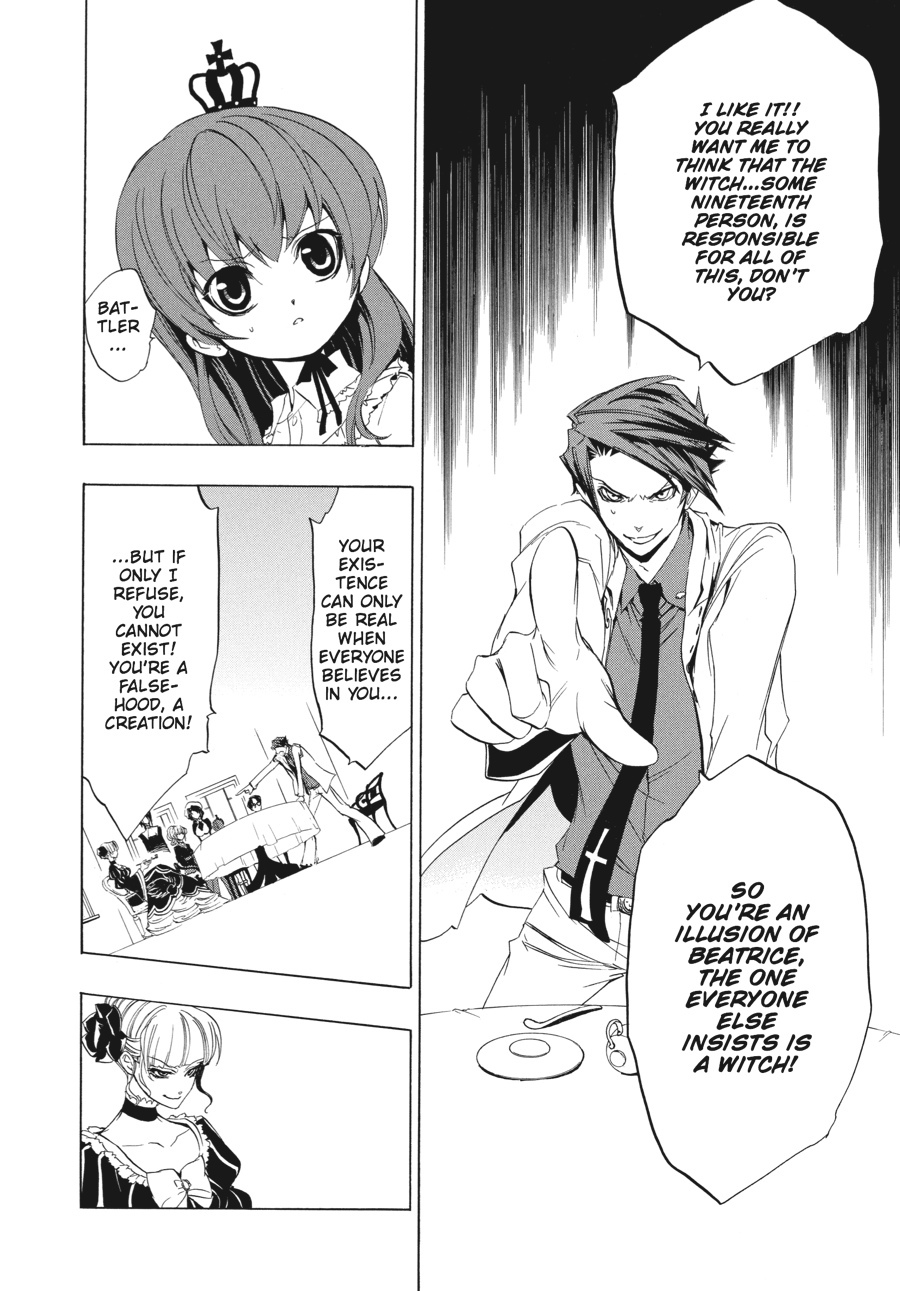 I LIKE IT!!
YOU REALLY
WANT ME TO
THINK THAT THE
WITCH...SOME
NINETEENTH
PERSON, IS
RESPONSIBLE
FOR ALL OF
THIS, DON'T
YOU?
SO
YOU'RE AN
ILLUSION OF
BEATRICE,
THE ONE
EVERYONE
ELSE
INSISTS IS
A WITCH!
BAT-
TLER
...
YOUR
EXIS-
TENCE
CAN ONLY
BE REAL
WHEN
EVERYONE
BELIEVES
IN YOU...
...BUT IF
ONLY I
REFUSE,
YOU
CANNOT
EXIST!
YOU'RE A
FALSE-
HOOD, A
CREATION!